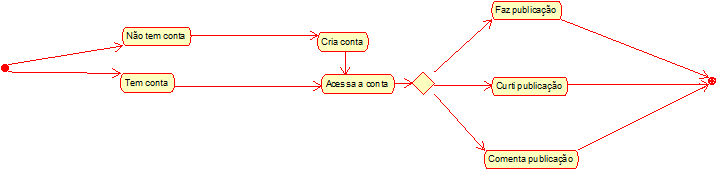 Não tem conta
Tem conta
Cria conta
Acessa a conta
Faz publicação
Curti publicação
Comenta publicação